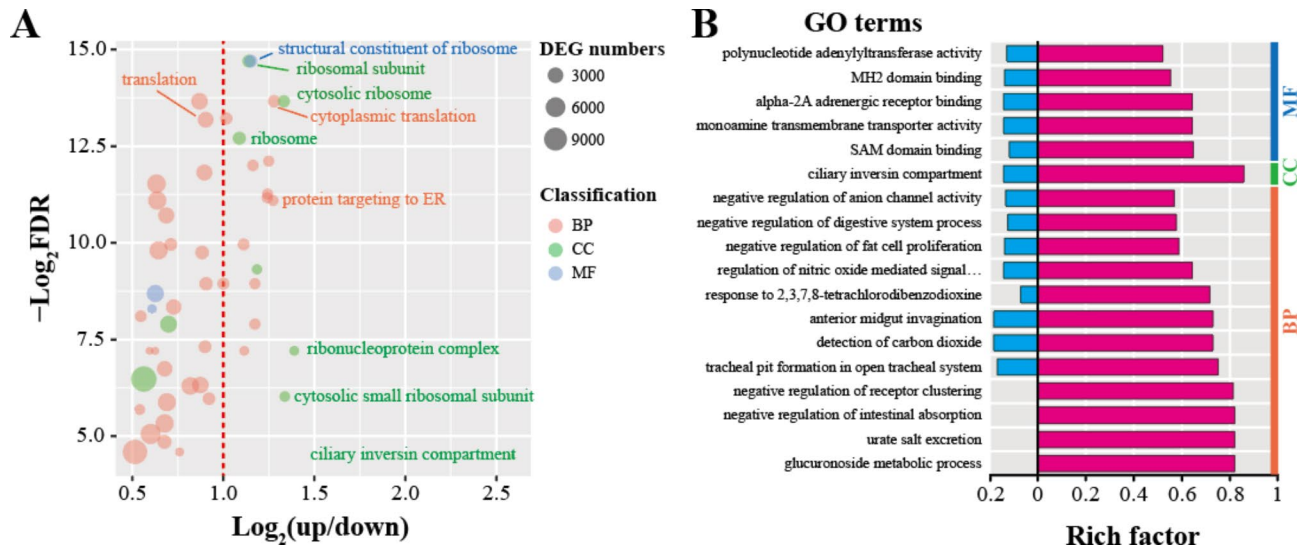 A
15.0
12.5
10.0
7.5
5.0
−Log2FDR
structural constituent of ribosome
ribosomal subunit
translation
cytosolic ribosome
cytoplasmic translation
ribosome
protein targeting to ER
ribonucleoprotein complex
cytosolic small ribosomal subunit
ciliary inversin compartment
0.5 1.0 1.5 2.0 2.5
Log2(up/down)
DEG numbers
3000
6000
9000
Classification
BP
CC
MF
B
GO terms
polynucleotide adenylyltransferase activity
MH2 domain binding
alpha-2A adrenergic receptor binding
monoamine transmembrane transporter activity
SAM domain binding
ciliary inversin compartment
negative regulation of anion channel activity
negative regulation of digestive system process
negative regulation of fat cell proliferation
regulation of nitric oxide mediated signal…
response to 2,3,7,8-tetrachlorodibenzodioxine
anterior midgut invagination
detection of carbon dioxide
tracheal pit formation in open tracheal system
negative regulation of receptor clustering
negative regulation of intestinal absorption
urate salt excretion
glucuronoside metabolic process
MF
CC
BP
0.2 0 0.2 0.4 0.6 0.8 1
Rich factor